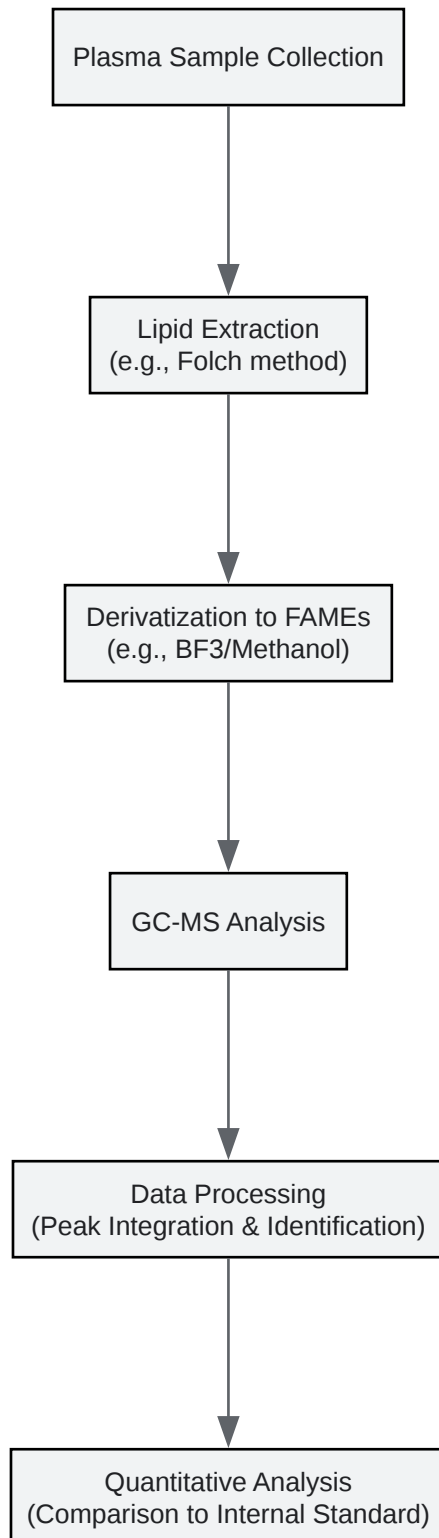 Plasma Sample Collection
Lipid Extraction
(e.g., Folch method)
Derivatization to FAMEs
(e.g., BF3/Methanol)
GC-MS Analysis
Data Processing
(Peak Integration & Identification)
Quantitative Analysis
(Comparison to Internal Standard)